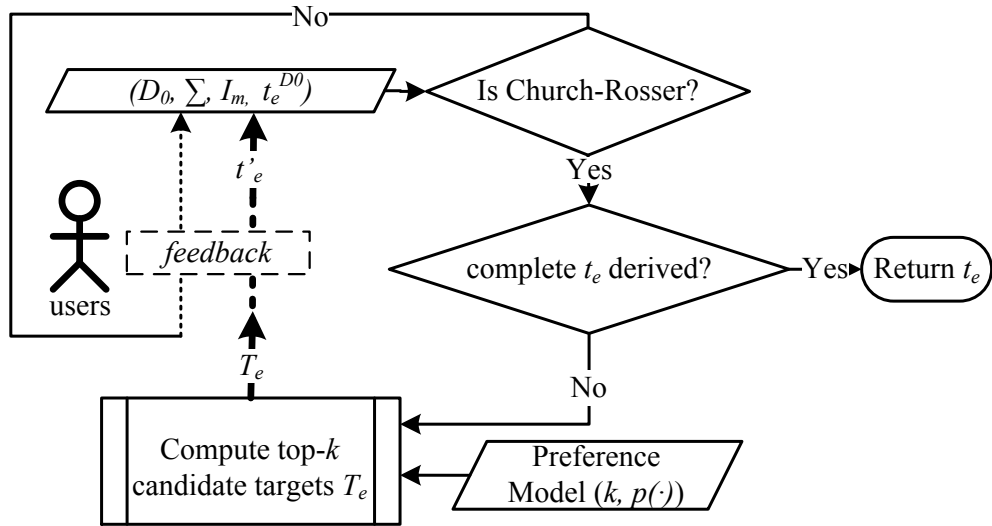 No
(D₀, ∑, Iₘ, tₑᴰ⁰)
Is Church-Rosser?
t’ₑ
Yes
feedback
complete tₑ derived?
Yes
Return tₑ
users
Tₑ
No
Compute top-k
candidate targets Tₑ
Preference
Model (k, p(·))